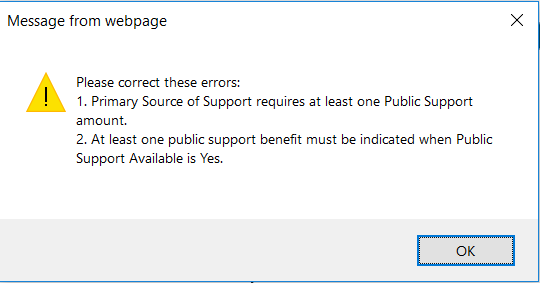 Message from webpage
Please correct these errors:
1. Primary Source of Support requires at least one Public Support
amount.
2. At least one public support benefit must be indicated when Public
Support Available is Yes.
OK